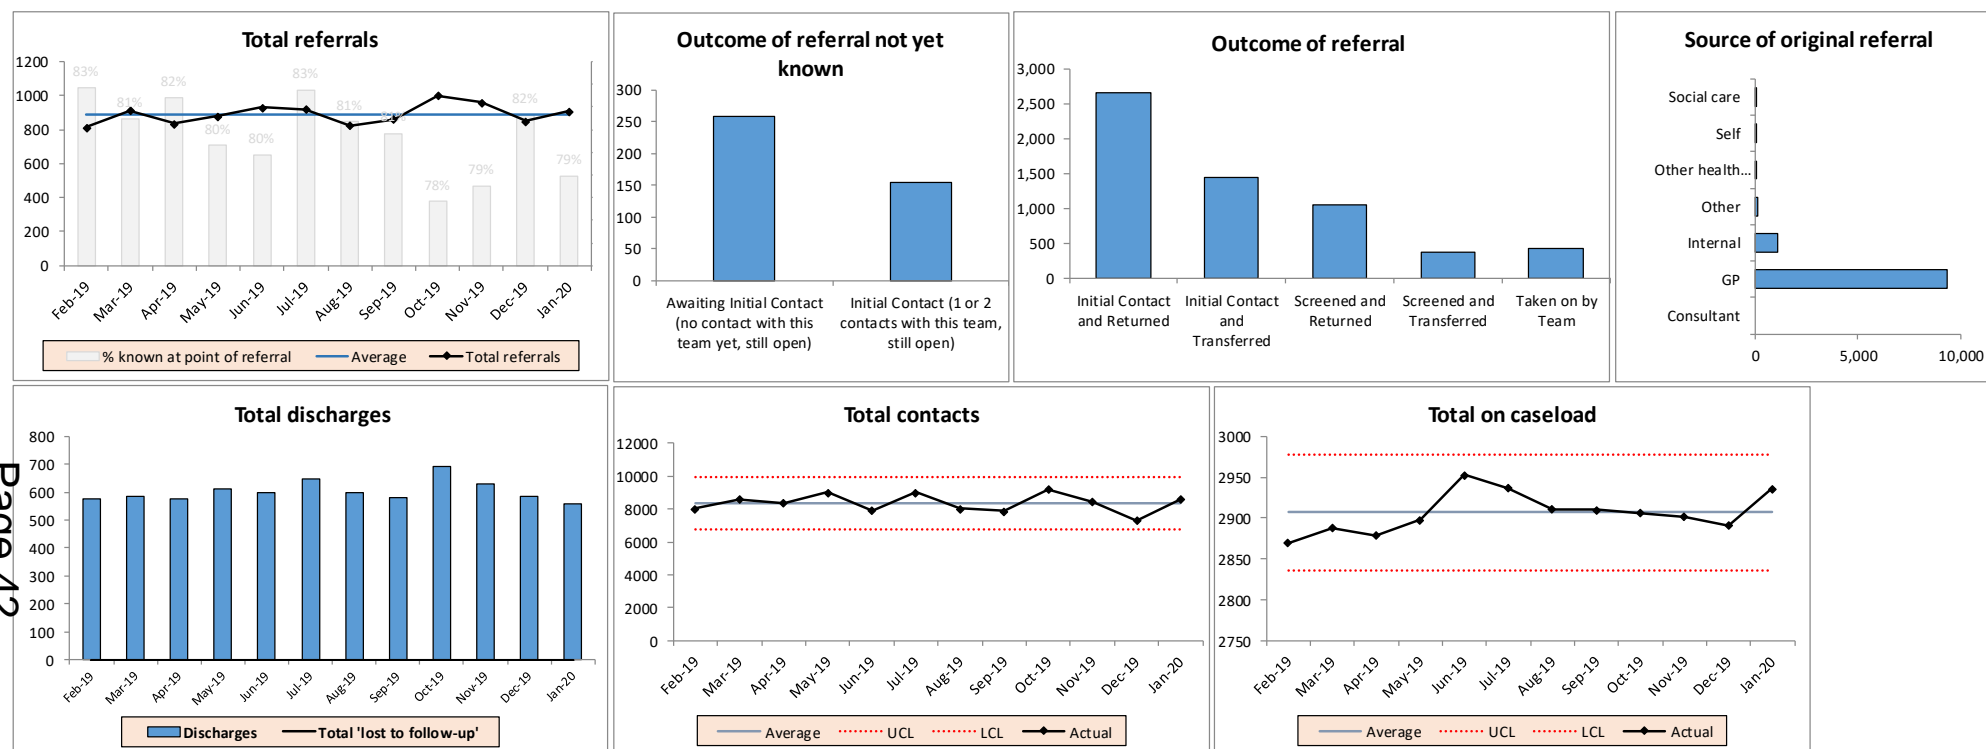 Total referrals
1200
1000
800
600
400
200
0
83%
81%
82%
80%
80%
83%
81%
81%
78%
79%
82%
79%
Feb-19
Mar-19
Apr-19
May-19
Jun-19
Jul-19
Aug-19
Sep-19
Oct-19
Nov-19
Dec-19
Jan-20
% known at point of referral
Average
Total referrals
Outcome of referral not yet
known
300
250
200
150
100
50
0
Awaiting Initial Contact
(no contact with this
team yet, still open)
Initial Contact (1 or 2
contacts with this team,
still open)
Outcome of referral
3,000
2,500
2,000
1,500
1,000
500
0
Initial Contact
and Returned
Initial Contact
and
Transferred
Screened and
Returned
Screened and
Transferred
Taken on by
Team
Source of original referral
Social care
Self
Other health...
Other
Internal
GP
Consultant
0
5,000
10,000
Total discharges
800
700
600
500
400
300
200
100
0
Feb-19
Mar-19
Apr-19
May-19
Jun-19
Jul-19
Aug-19
Sep-19
Oct-19
Nov-19
Dec-19
Jan-20
Discharges
Total 'lost to follow-up'
Total contacts
12000
10000
8000
6000
4000
2000
0
Feb-19
Mar-19
Apr-19
May-19
Jun-19
Jul-19
Aug-19
Sep-19
Oct-19
Nov-19
Dec-19
Jan-20
Average
UCL
LCL
Actual
Total on caseload
3000
2950
2900
2850
2800
2750
Feb-19
Mar-19
Apr-19
May-19
Jun-19
Jul-19
Aug-19
Sep-19
Oct-19
Nov-19
Dec-19
Jan-20
Average
UCL
LCL
Actual
Page 42